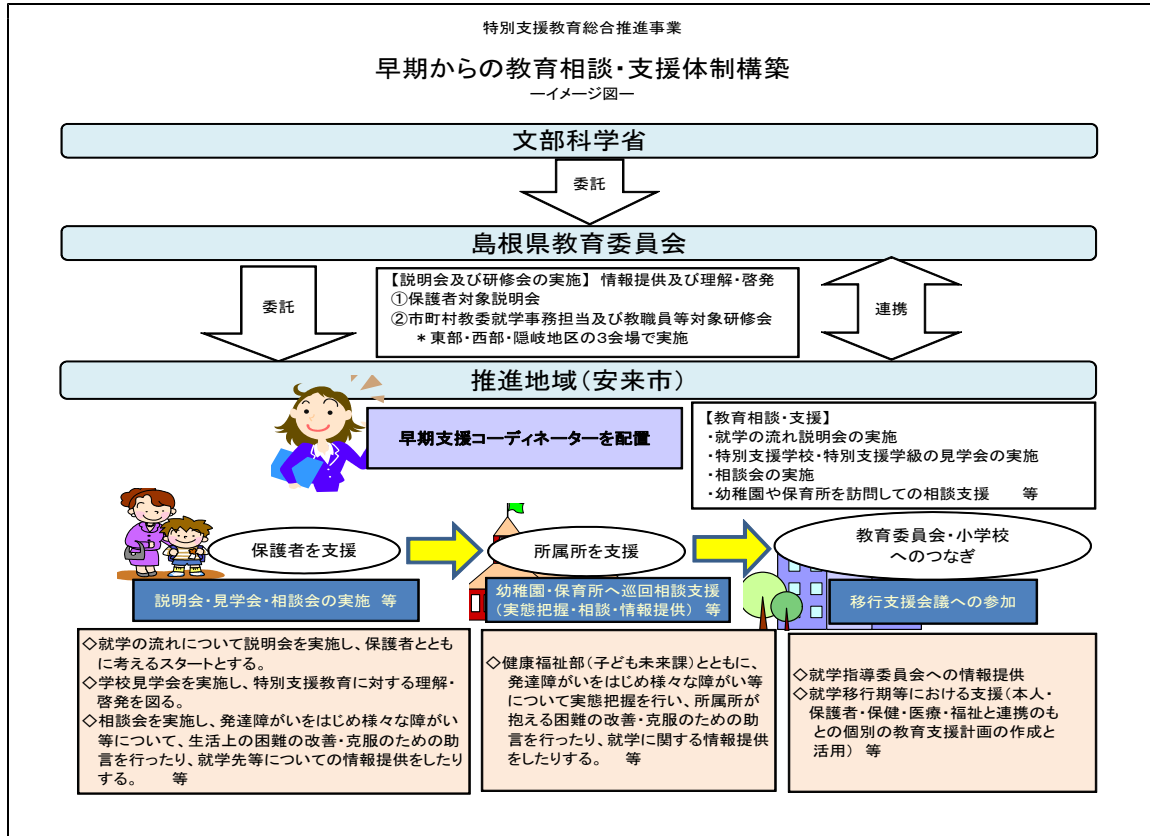 特別支援教育総合推進事業
早期からの教育相談・支援体制構築
―イメージ図―
文部科学省
委託
島根県教育委員会
委託
【説明会及び研修会の実施】 情報提供及び理解・啓発
①保護者対象説明会
②市町村教委就学事務担当及び教職員等対象研修会
＊東部・西部・隠岐地区の3会場で実施
連携
推進地域（安来市）
早期支援コーディネーターを配置
【教育相談・支援】
・就学の流れ説明会の実施
・特別支援学校・特別支援学級の見学会の実施
・相談会の実施
・幼稚園や保育所を訪問しての相談支援 等
保護者を支援
所属所を支援
教育委員会・小学校
へのつなぎ
説明会・見学会・相談会の実施 等
幼稚園・保育所へ巡回相談支援
（実態把握・相談・情報提供） 等
移行支援会議への参加
◇就学の流れについて説明会を実施し、保護者ととも
に考えるスタートとする。
◇学校見学会を実施し、特別支援教育に対する理解・
啓発を図る。
◇相談会を実施し、発達障がいをはじめ様々な障がい
等について、生活上の困難の改善・克服のための助
言を行ったり、就学先等についての情報提供をしたり
する。 等
◇健康福祉部（子ども未来課）とともに、
発達障がいをはじめ様々な障がい等
について実態把握を行い、所属所が
抱える困難の改善・克服のための助
言を行ったり、就学に関する情報提供
をしたりする。 等
◇就学指導委員会への情報提供
◇就学移行期等における支援（本人・
保護者・保健・医療・福祉と連携のも
との個別の教育支援計画の作成と
活用） 等